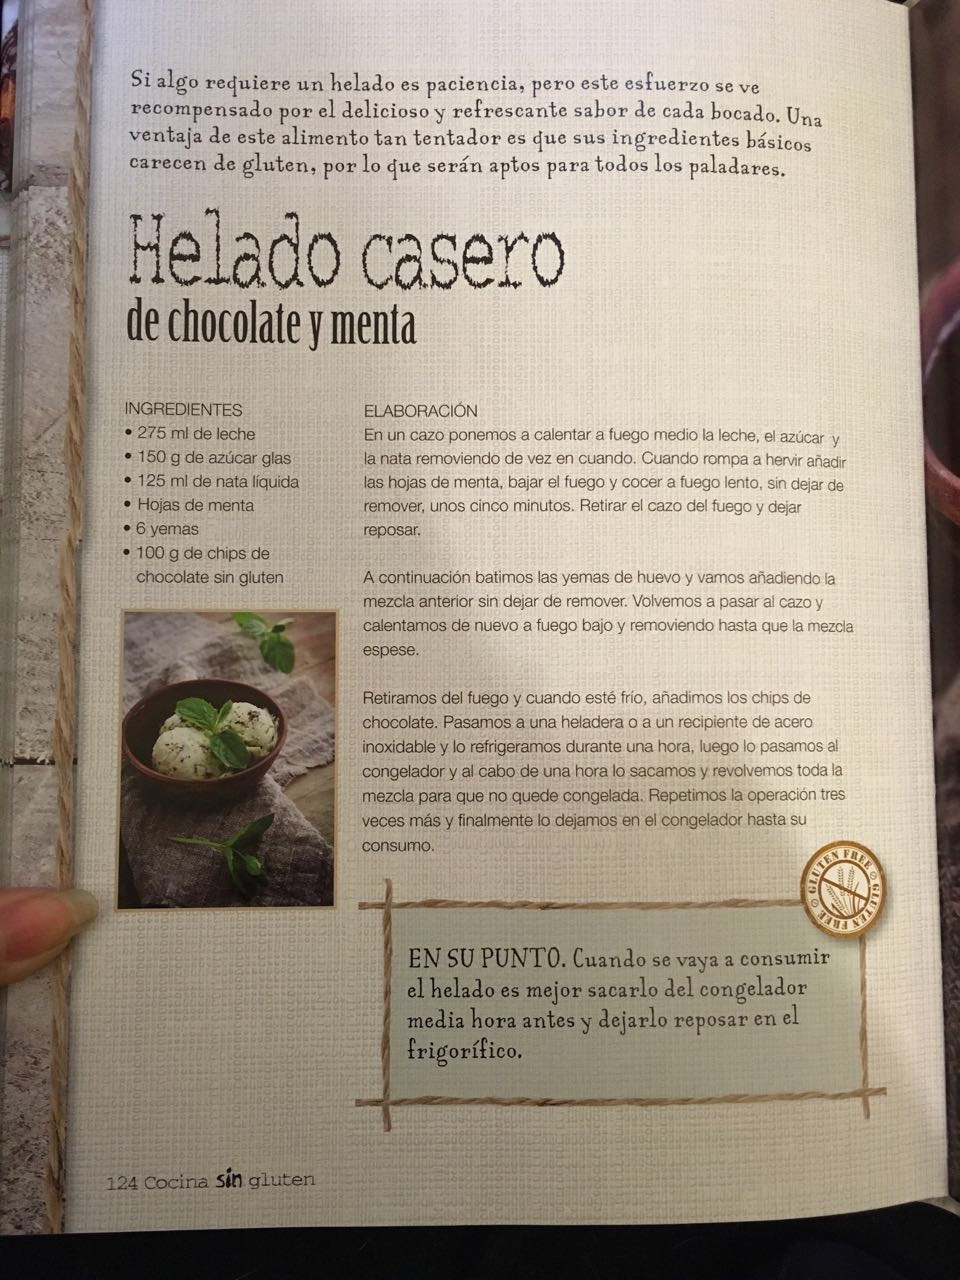 Si algo requiere un helado es paciencia, pero este esfuerzo se ve
recompensado por el delicioso y refrescante sabor de cada bocado. Una
ventaja de este alimento tan tentador es que sus ingredientes básicos
carecen de gluten, por lo que serán aptos para todos los paladares.
Helado casero
de chocolate y menta
INGREDIENTES
• 275 ml de leche
• 150 g de azúcar glas
• 125 ml de nata líquida
• Hojas de menta
• 6 yemas
• 100 g de chips de
chocolate sin gluten
ELABORACIÓN
En un cazo ponemos a calentar a fuego medio la leche, el azúcar y
la nata removiendo de vez en cuando. Cuando rompa a hervir añadir
las hojas de menta, bajar el fuego y cocer a fuego lento, sin dejar de
remover, unos cinco minutos. Retirar el cazo del fuego y dejar
reposar.
A continuación batimos las yemas de huevo y vamos añadiendo la
mezcla anterior sin dejar de remover. Volvemos a pasar al cazo y
calentamos de nuevo a fuego bajo y removiendo hasta que la mezcla
espese.
Retiramos del fuego y cuando esté frío, añadimos los chips de
chocolate. Pasamos a una heladera o a un recipiente de acero
inoxidable y lo refrigeramos durante una hora, luego lo pasamos al
congelador y al cabo de una hora lo sacamos y revolvemos toda la
mezcla para que no quede congelada. Repetimos la operación tres
veces más y finalmente lo dejamos en el congelador hasta su
consumo.
GLUTEN FREE
GLUTEN FREE
EN SU PUNTO. Cuando se vaya a consumir
el helado es mejor sacarlo del congelador
media hora antes y dejarlo reposar en el
frigorífico.
124 Cocina sin gluten